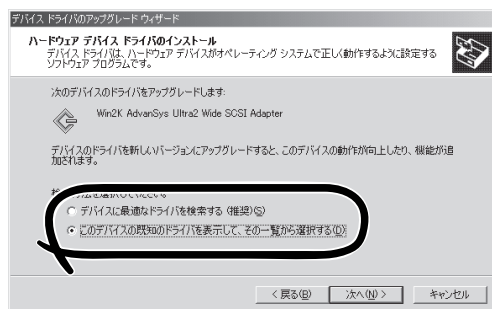 デバイス ドライバのアップグレード ウィザード
ハードウェア デバイス ドライバのインストール
デバイス ドライバは、ハードウェア デバイスがオペレーティング システムで正しく動作するように設定する
ソフトウェア プログラムです。
次のデバイスのドライバをアップグレードします:
Win2K AdvanSys Ultra2 Wide SCSI Adapter
デバイスのドライバを新しいバージョンにアップグレードすると、このデバイスの動作が向上したり、機能が追
加されます。
デバイスに最適なドライバを検索する (推奨)(S)
このデバイスの既知のドライバを表示して、その一覧から選択する(D)
< 戻る(B)
次へ(N) >
キャンセル